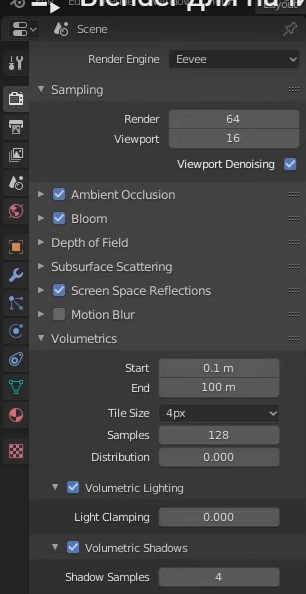 Blender для на
Layout
Scene
Render Engine Eevee
Sampling
Render 64
Viewport 16
Viewport Denoising
Ambient Occlusion
Bloom
Depth of Field
Subsurface Scattering
Screen Space Reflections
Motion Blur
Volumetrics
Start 0.1 m
End 100 m
Tile Size 4px
Samples 128
Distribution 0.000
Volumetric Lighting
Light Clamping 0.000
Volumetric Shadows
Shadow Samples 4